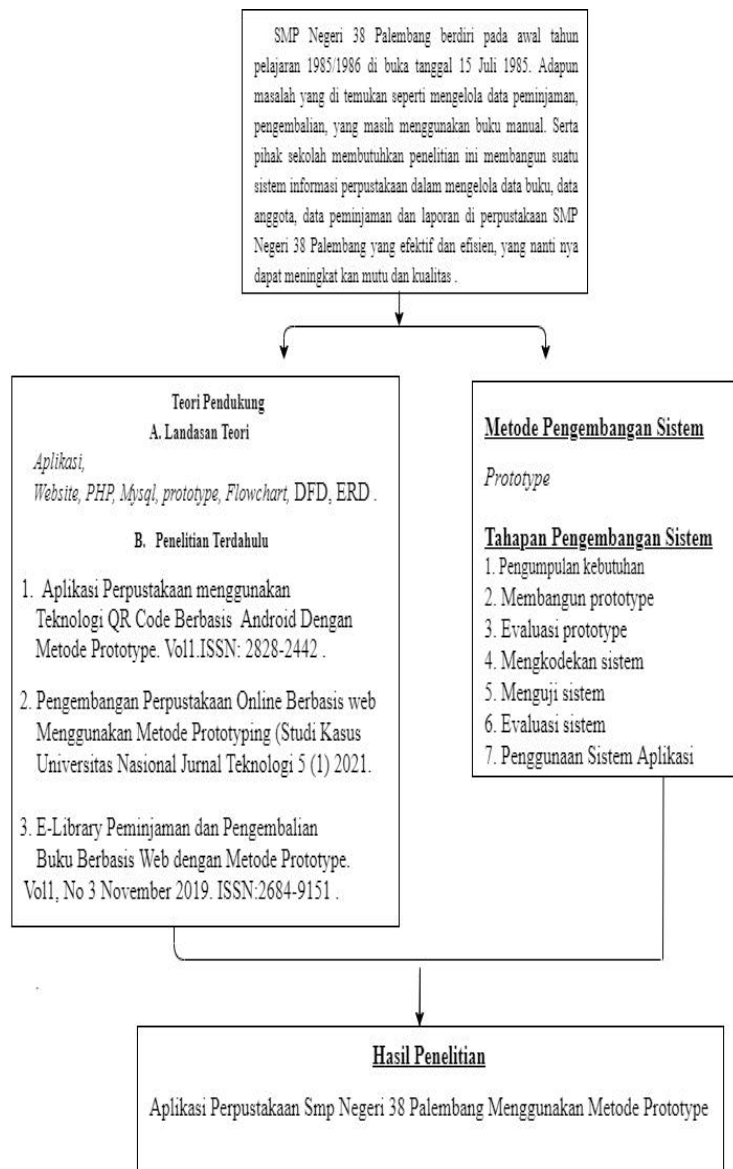 SMP Negeri 38 Palembang berdiri pada awal tahun
pelajaran 1985/1986 di buka tanggal 15 Juli 1985. Adapun
masalah yang di temukan seperti mengelola data peminjaman,
pengembalian, yang masih menggunakan buku manual. Serta
pihak sekolah membutuhkan penelitian ini membangun suatu
sistem informasi perpustakaan dalam mengelola data buku, data
anggota, data peminjaman dan laporan di perpustakaan SMP
Negeri 38 Palembang yang efektif dan efisien, yang nanti nya
dapat meningkat kan mutu dan kualitas .
Teori Pendukung
A. Landasan Teori
Aplikasi,
Website, PHP, Mysql, prototype, Flowchart, DFD, ERD .
B. Penelitian Terdahulu
1. Aplikasi Perpustakaan menggunakan
Teknologi QR Code Berbasis Android Dengan
Metode Prototype. Vol1.ISSN: 2828-2442 .
2. Pengembangan Perpustakaan Online Berbasis web
Menggunakan Metode Prototyping (Studi Kasus
Universitas Nasional Jurnal Teknologi 5 (1) 2021.
3. E-Library Peminjaman dan Pengembalian
Buku Berbasis Web dengan Metode Prototype.
Vol1, No 3 November 2019. ISSN:2684-9151 .
Metode Pengembangan Sistem
Prototype
Tahapan Pengembangan Sistem
1. Pengumpulan kebutuhan
2. Membangun prototype
3. Evaluasi prototype
4. Mengkodekan sistem
5. Menguji sistem
6. Evaluasi sistem
7. Penggunaan Sistem Aplikasi
Hasil Penelitian
Aplikasi Perpustakaan Smp Negeri 38 Palembang Menggunakan Metode Prototype